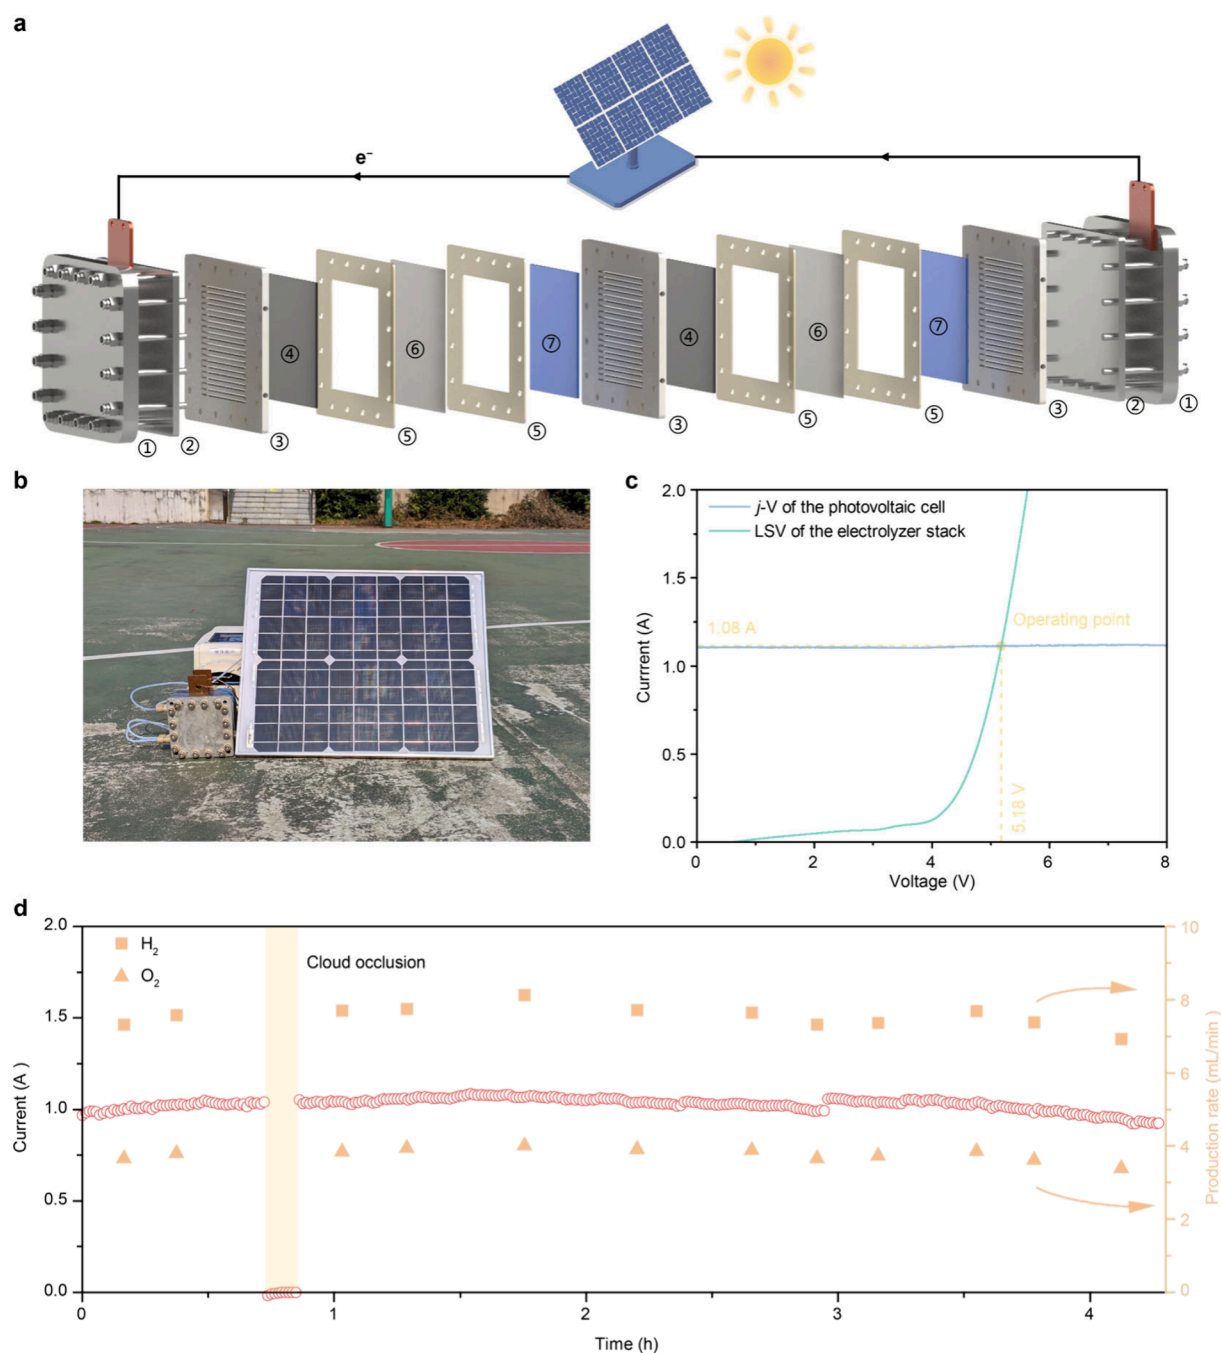 a
e⁻
④
⑥
⑦
④
⑥
⑦
① ② ③ ⑤ ⑤ ③ ⑤ ⑤ ③ ② ①
b
c
2.0
1.5
1.0
0.5
0.0
Currrent (A)
j-V of the photovoltaic cell
LSV of the electrolyzer stack
1.08 A
Operating point
5.18 V
0 2 4 6 8
Voltage (V)
d
2.0
1.5
1.0
0.5
0.0
Current (A )
H₂
O₂
Cloud occlusion
10
8
6
4
2
0
Production rate (mL/min )
0 1 2 3 4
Time (h)